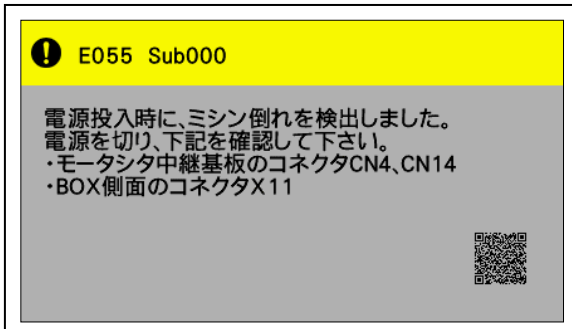 E055 Sub000
電源投入時に、ミシン倒れを検出しました。
電源を切り、下記を確認して下さい。
・モータシタ中継基板のコネクタCN4、CN14
・BOX側面のコネクタX11